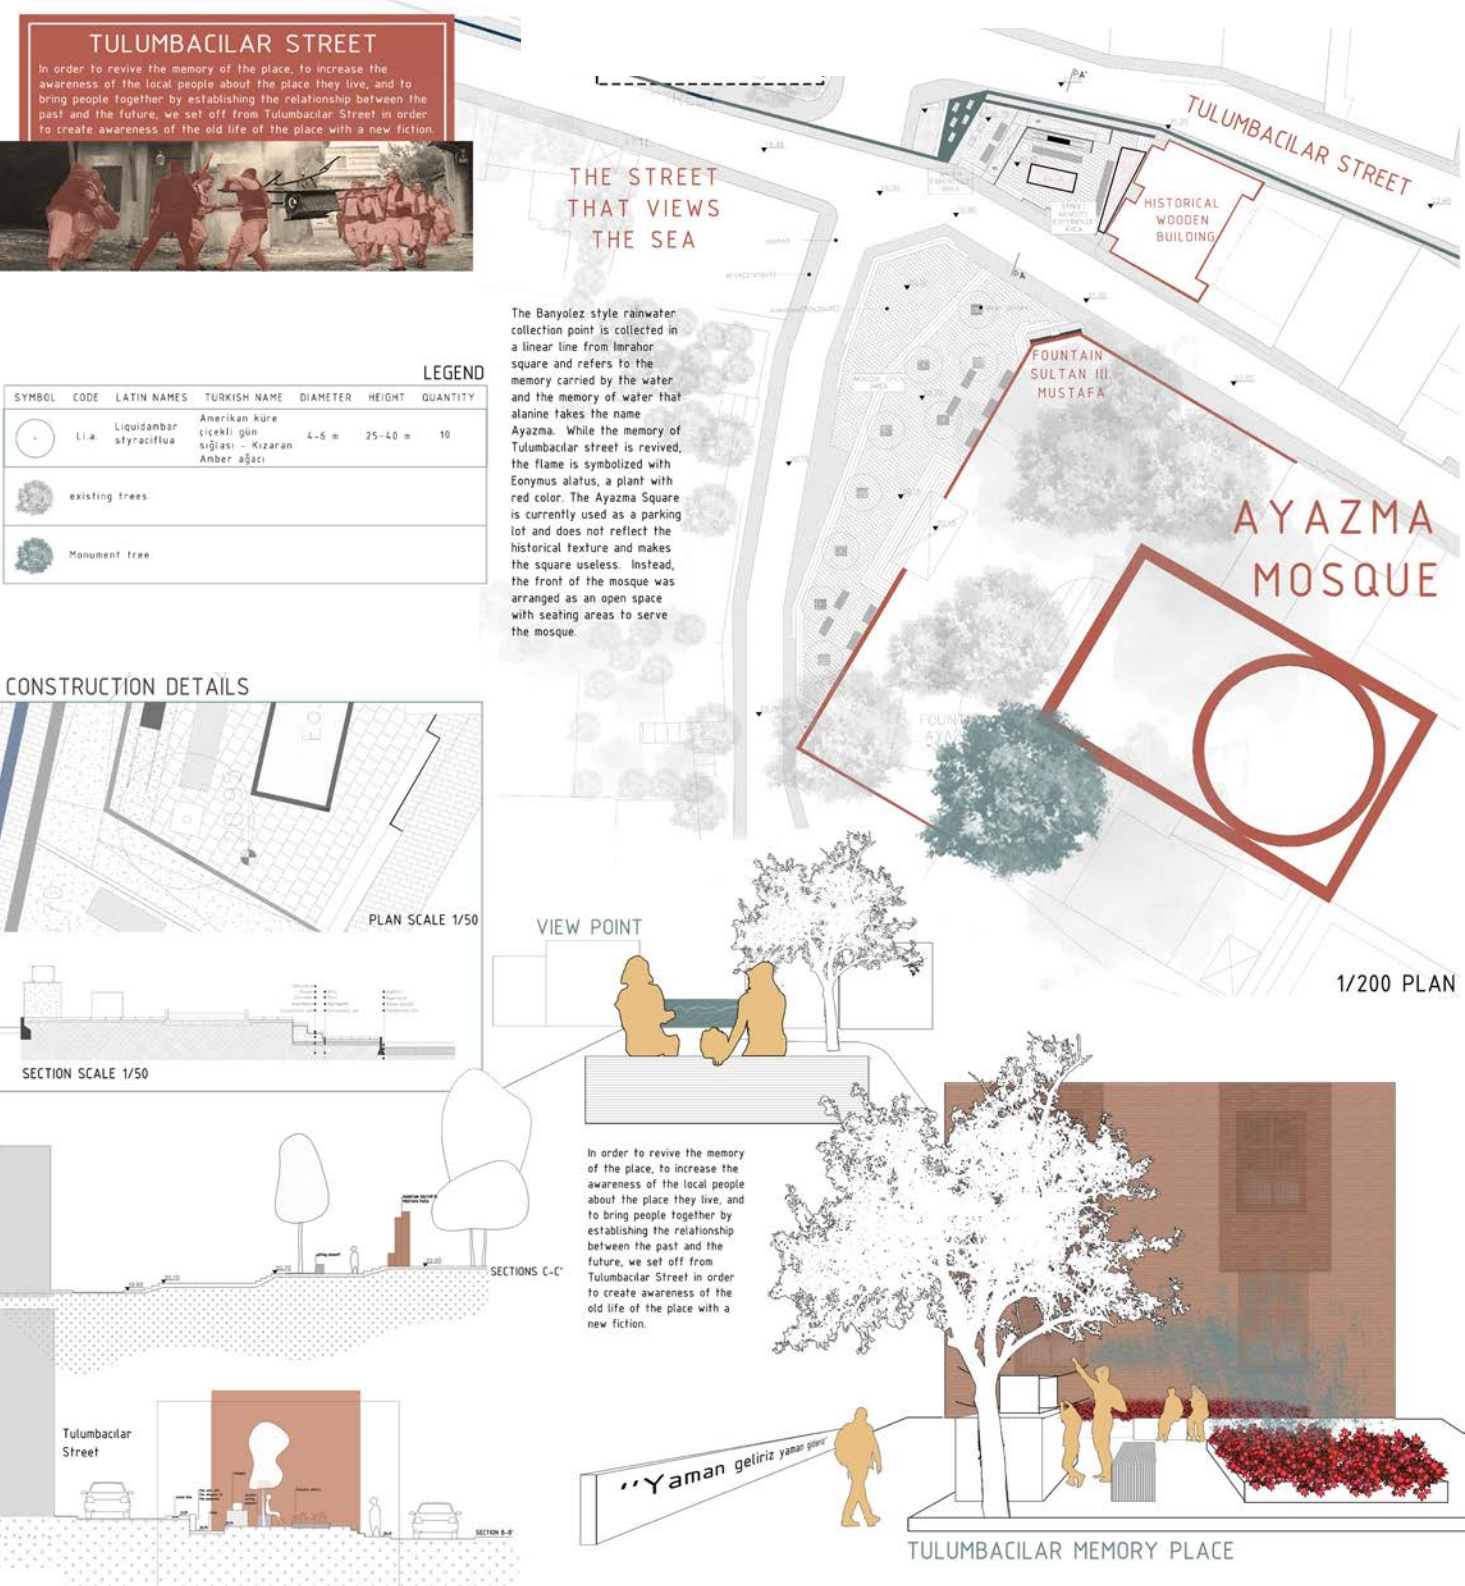 TULUMBACILAR STREET
In order to revive the memory of the place, to increase the
awareness of the local people about the place they live, and to
bring people together by establishing the relationship between the
past and the future, we set off from Tulumbacılar Street in order
to create awareness of the old life of the place with a new fiction.
THE STREET
THAT VIEWS
THE SEA
TULUMBACILAR STREET
HISTORICAL
WOODEN
BUILDING
A'
A
FOUNTAIN
SULTAN III.
MUSTAFA
AYAZMA
MOSQUE
1/200 PLAN
The Banyolez style rainwater
collection point is collected in
a linear line from Imrahor
square and refers to the
memory carried by the water
and the memory of water that
alanine takes the name
Ayazma. While the memory of
Tulumbacılar street is revived,
the flame is symbolized with
Eonymus alatus, a plant with
red color. The Ayazma Square
is currently used as a parking
lot and does not reflect the
historical texture and makes
the square useless. Instead,
the front of the mosque was
arranged as an open space
with seating areas to serve
the mosque.
LEGEND
SYMBOL CODE LATIN NAMES TURKISH NAME DIAMETER HEIGHT QUANTITY
Li.a. Liquidambar styraciflua Amerikan küre çiçekli gün sığlası - Kızaran Amber ağacı 4-6 m 25-40 m 10
existing trees
Monument tree
CONSTRUCTION DETAILS
PLAN SCALE 1/50
SECTION SCALE 1/50
SECTIONS C-C'
Tulumbacılar
Street
SECTION B-B'
VIEW POINT
In order to revive the memory
of the place, to increase the
awareness of the local people
about the place they live, and
to bring people together by
establishing the relationship
between the past and the
future, we set off from
Tulumbacılar Street in order
to create awareness of the
old life of the place with a
new fiction.
"Yaman geliriz yaman gideriz"
TULUMBACILAR MEMORY PLACE